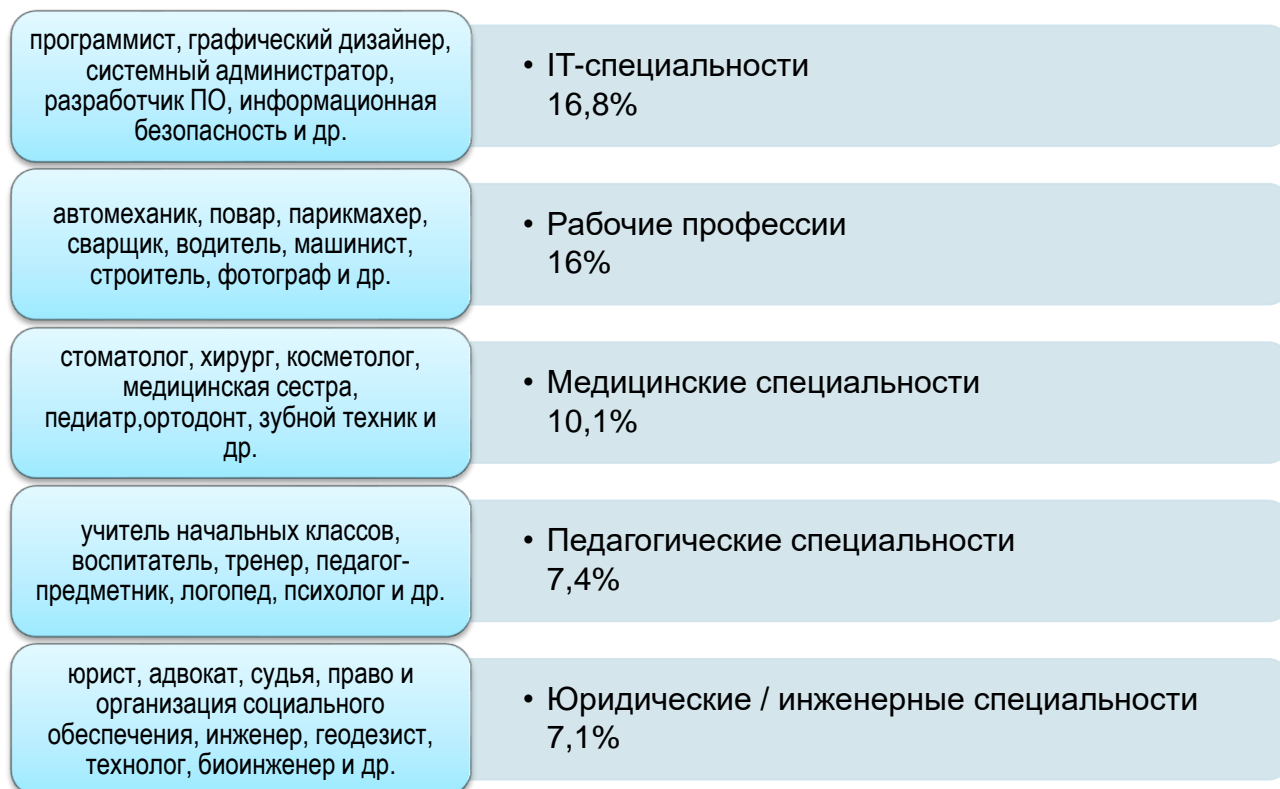 программист, графический дизайнер,
системный администратор,
разработчик ПО, информационная
безопасность и др.
• IT-специальности
16,8%
автомеханик, повар, парикмахер,
сварщик, водитель, машинист,
строитель, фотограф и др.
• Рабочие профессии
16%
стоматолог, хирург, косметолог,
медицинская сестра,
педиатр,ортодонт, зубной техник и
др.
• Медицинские специальности
10,1%
учитель начальных классов,
воспитатель, тренер, педагог-
предметник, логопед, психолог и др.
• Педагогические специальности
7,4%
юрист, адвокат, судья, право и
организация социального
обеспечения, инженер, геодезист,
технолог, биоинженер и др.
• Юридические / инженерные специальности
7,1%